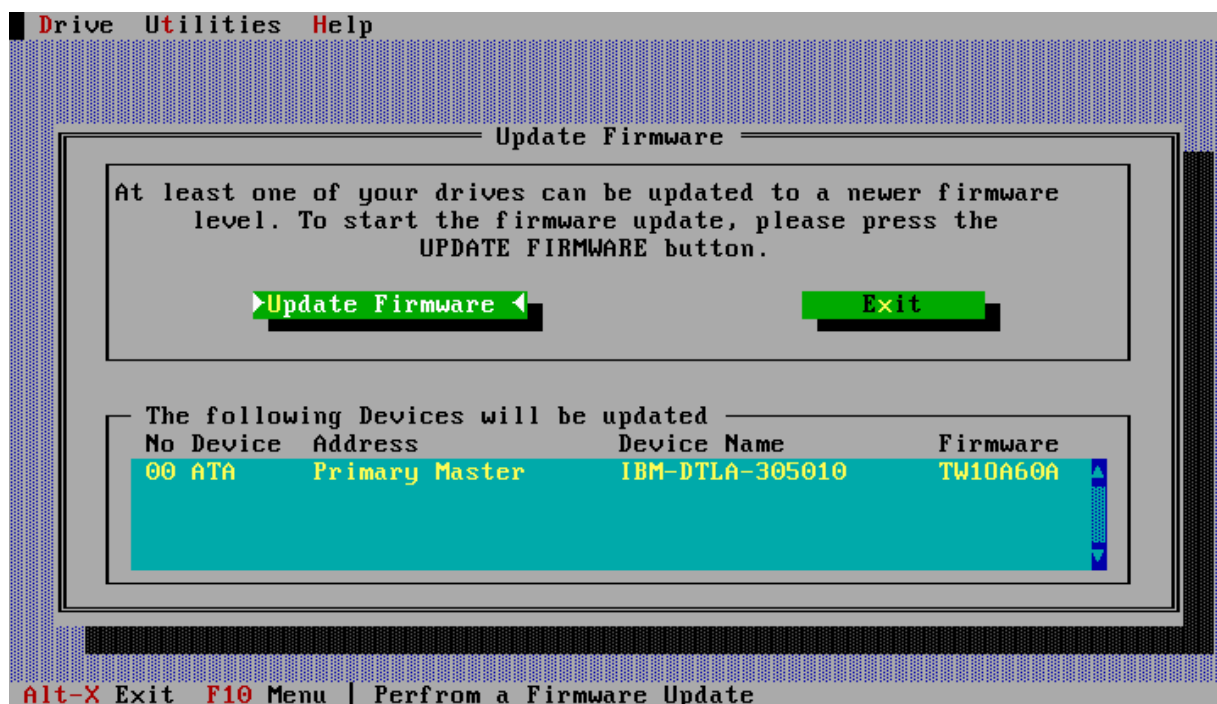 Drive Utilities Help
Update Firmware
At least one of your drives can be updated to a newer firmware
level. To start the firmware update, please press the
UPDATE FIRMWARE button.
Update Firmware Exit
The following Devices will be updated
No Device Address Device Name Firmware
00 ATA Primary Master IBM-DTLA-305010 TW1OA60A
Alt-X Exit F10 Menu | Perfrom a Firmware Update